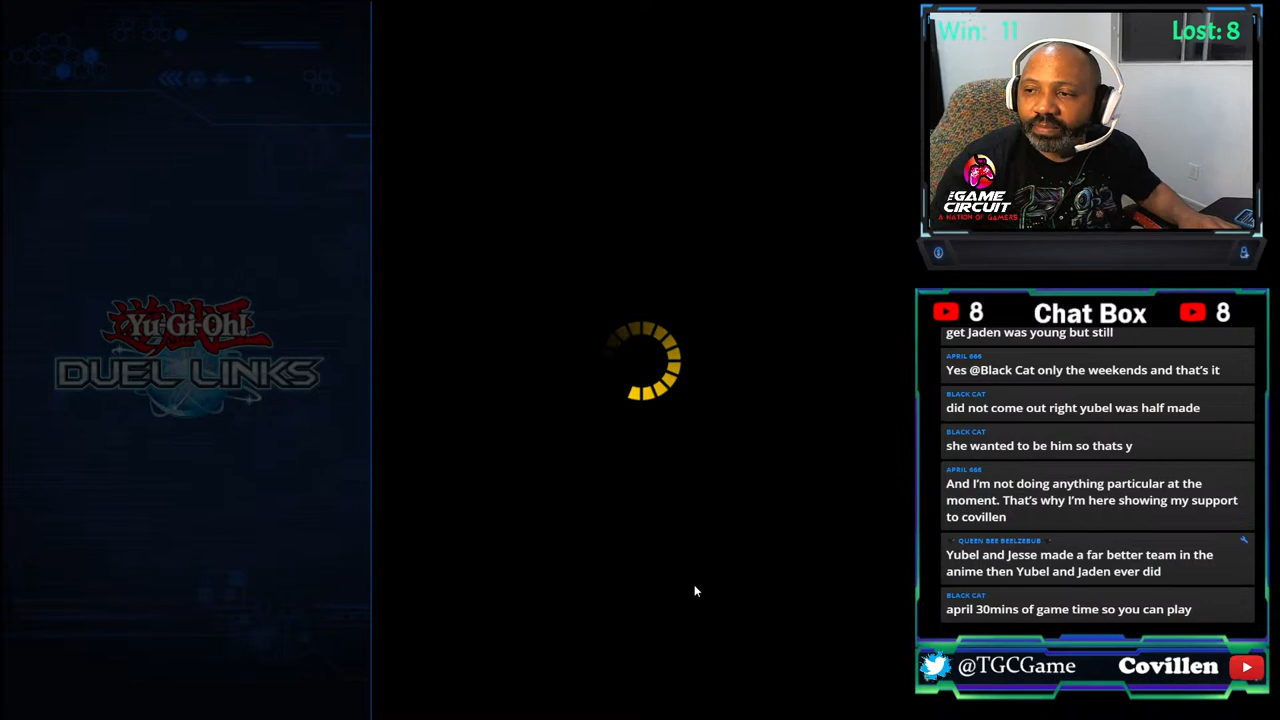 Win: 11
Lost: 8
THE
GAME
CIRCUIT
A NATION OF GAMERS
Yu-Gi-Oh!
DUEL LINKS
8 Chat Box 8
get Jaden was young but still
APRIL 666
Yes @Black Cat only the weekends and that's it
BLACK CAT
did not come out right yubel was half made
BLACK CAT
she wanted to be him so thats y
APRIL 666
And I'm not doing anything particular at the
moment. That's why I'm here showing my support
to covillen
QUEEN BEE BEELZEBUB
Yubel and Jesse made a far better team in the
anime then Yubel and Jaden ever did
BLACK CAT
april 30mins of game time so you can play
@TGCGame Covillen